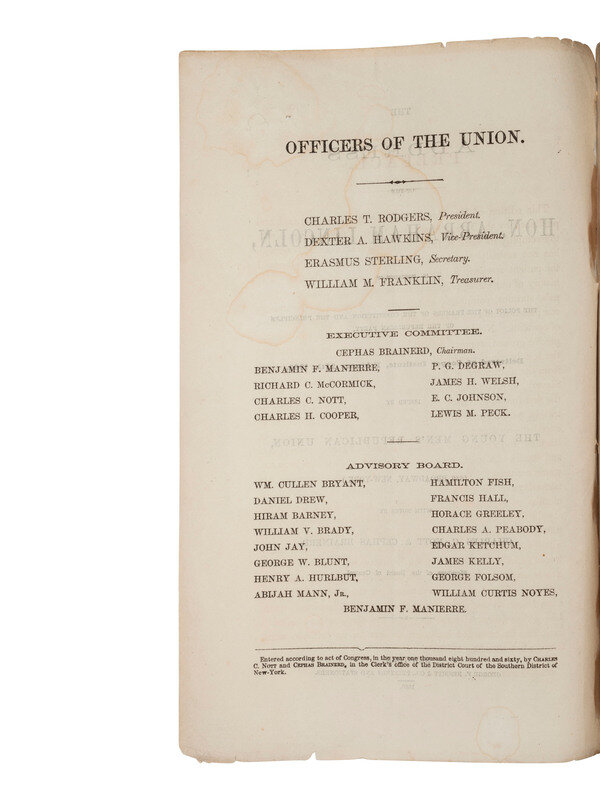 OFFICERS OF THE UNION.
CHARLES T. RODGERS, President.
DEXTER A. HAWKINS, Vice-President.
ERASMUS STERLING, Secretary.
WILLIAM M. FRANKLIN, Treasurer.
EXECUTIVE COMMITTEE.
CEPHAS BRAINERD, Chairman.
BENJAMIN F. MANIERRE, P. G. DEGRAW,
RICHARD C. McCORMICK, JAMES H. WELSH,
CHARLES C. NOTT, E. C. JOHNSON,
CHARLES H. COOPER, LEWIS M. PECK.
ADVISORY BOARD.
WM. CULLEN BRYANT, HAMILTON FISH,
DANIEL DREW, FRANCIS HALL,
HIRAM BARNEY, HORACE GREELEY,
WILLIAM V. BRADY, CHARLES A. PEABODY,
JOHN JAY, EDGAR KETCHUM,
GEORGE W. BLUNT, JAMES KELLY,
HENRY A. HURLBUT, GEORGE FOLSOM,
ABIJAH MANN, Jr., WILLIAM CURTIS NOYES,
BENJAMIN F. MANIERRE.
Entered according to act of Congress, in the year one thousand eight hundred and sixty, by CHARLES
C. NOTT and CEPHAS BRAINERD, in the Clerk's office of the District Court of the Southern District of
New-York.